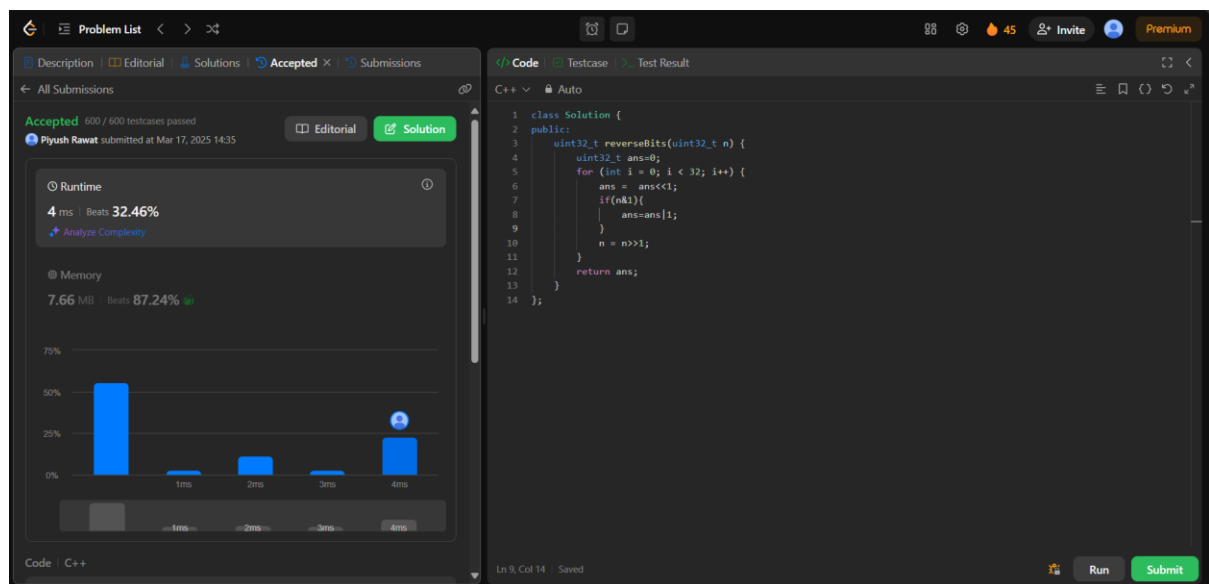 Problem List
45
Invite
Premium
Description | Editorial | Solutions | Accepted × | Submissions
← All Submissions
Accepted 600 / 600 testcases passed
Piyush Rawat submitted at Mar 17, 2025 14:35
Editorial
Solution
Runtime
4 ms | Beats 32.46%
Analyze Complexity
Memory
7.66 MB | Beats 87.24%
75%
50%
25%
0%
1ms 2ms 3ms 4ms
1ms 2ms 3ms 4ms
Code | C++
</> Code | Testcase | >_ Test Result
C++ Auto
1 class Solution {
2 public:
3 uint32_t reverseBits(uint32_t n) {
4 uint32_t ans=0;
5 for (int i = 0; i < 32; i++) {
6 ans = ans<<1;
7 if(n&1){
8 ans=ans|1;
9 }
10 n = n>>1;
11 }
12 return ans;
13 }
14 };
Ln 9, Col 14 | Saved
Run
Submit